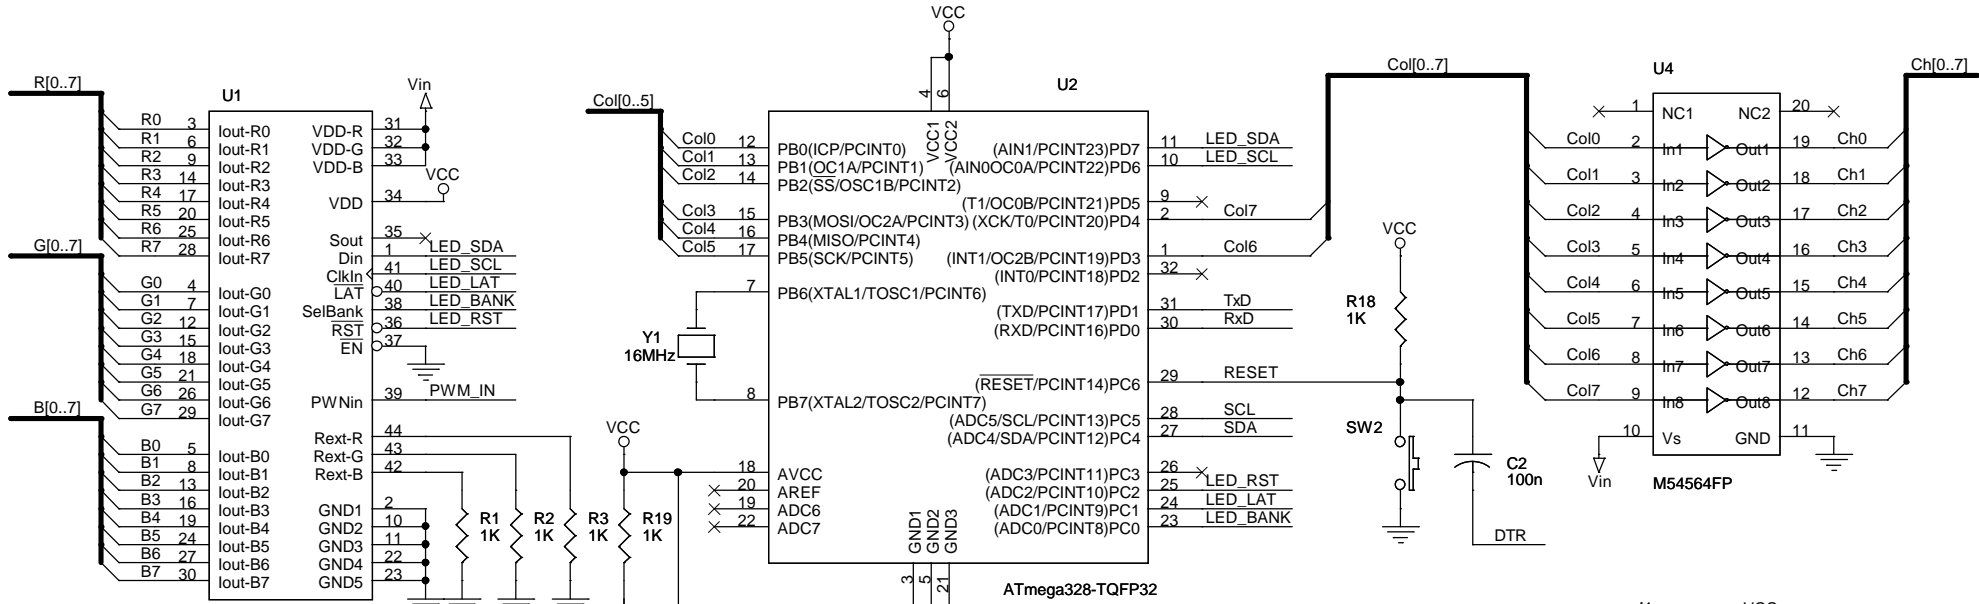 VCC
R[0..7]
U1
Vin
Col[0..5]
U2
Col[0..7]
U4
Ch[0..7]
R0 3 Iout-R0
R1 6 Iout-R1
R2 9 Iout-R2
R3 14 Iout-R3
R4 17 Iout-R4
R5 20 Iout-R5
R6 25 Iout-R6
R7 28 Iout-R7
G[0..7]
G0 4 Iout-G0
G1 7 Iout-G1
G2 12 Iout-G2
G3 15 Iout-G3
G4 18 Iout-G4
G5 21 Iout-G5
G6 26 Iout-G6
G7 29 Iout-G7
B[0..7]
B0 5 Iout-B0
B1 8 Iout-B1
B2 13 Iout-B2
B3 16 Iout-B3
B4 19 Iout-B4
B5 24 Iout-B5
B6 27 Iout-B6
B7 30 Iout-B7
VDD-R 31
VDD-G 32
VDD-B 33
VCC
VDD 34
Sout 35
Din 1 LED_SDA
ClkIn 41 LED_SCL
LAT 40 LED_LAT
SelBank 38 LED_BANK
RST 36 LED_RST
EN 37
PWNin 39 PWM_IN
Rext-R 44
Rext-G 43
Rext-B 42
GND1 2
GND2 10
GND3 11
GND4 22
GND5 23
R1 1K
R2 1K
R3 1K
R19 1K
VCC
Col0 12 PB0(ICP/PCINT0)
Col1 13 PB1(OC1A/PCINT1)
Col2 14 PB2(SS/OSC1B/PCINT2)
Col3 15 PB3(MOSI/OC2A/PCINT3)
Col4 16 PB4(MISO/PCINT4)
Col5 17 PB5(SCK/PCINT5)
7 PB6(XTAL1/TOSC1/PCINT6)
Y1
16MHz
8 PB7(XTAL2/TOSC2/PCINT7)
18 AVCC
20 AREF
19 ADC6
22 ADC7
4 VCC1
6 VCC2
(AIN1/PCINT23)PD7 11 LED_SDA
(AIN0OC0A/PCINT22)PD6 10 LED_SCL
(T1/OC0B/PCINT21)PD5 9
(XCK/T0/PCINT20)PD4 2 Col7
(INT1/OC2B/PCINT19)PD3 1 Col6
(INT0/PCINT18)PD2 32
(TXD/PCINT17)PD1 31 TxD
(RXD/PCINT16)PD0 30 RxD
(RESET/PCINT14)PC6 29 RESET
(ADC5/SCL/PCINT13)PC5 28 SCL
(ADC4/SDA/PCINT12)PC4 27 SDA
(ADC3/PCINT11)PC3 26
(ADC2/PCINT10)PC2 25 LED_RST
(ADC1/PCINT9)PC1 24 LED_LAT
(ADC0/PCINT8)PC0 23 LED_BANK
GND1 3
GND2 5
GND3 21
ATmega328-TQFP32
VCC
R18
1K
SW2
C2
100n
DTR
1 NC1
NC2 20
Col0 2 In1 Out1 19 Ch0
Col1 3 In2 Out2 18 Ch1
Col2 4 In3 Out3 17 Ch2
Col3 5 In4 Out4 16 Ch3
Col4 6 In5 Out5 15 Ch4
Col5 7 In6 Out6 14 Ch5
Col6 8 In7 Out7 13 Ch6
Col7 9 In8 Out8 12 Ch7
10 Vs
GND 11
Vin
M54564FP